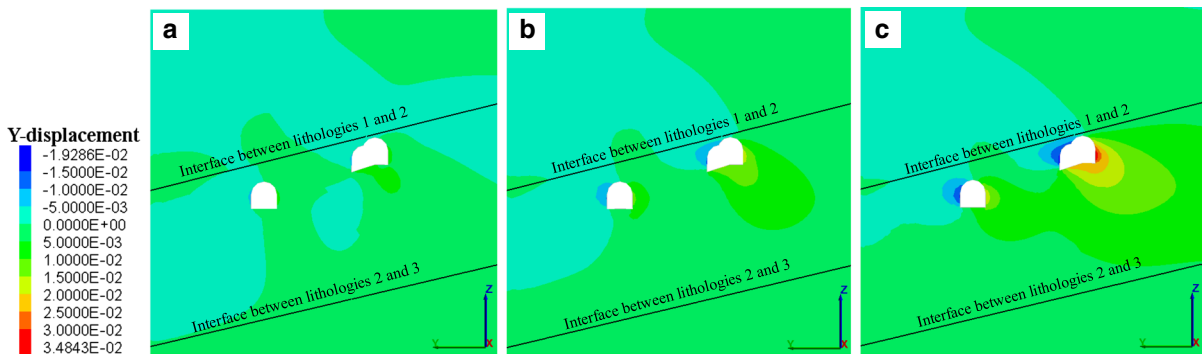 Y-displacement
-1.9286E-02
-1.5000E-02
-1.0000E-02
-5.0000E-03
0.0000E+00
5.0000E-03
1.0000E-02
1.5000E-02
2.0000E-02
2.5000E-02
3.0000E-02
3.4843E-02
a
Interface between lithologies 1 and 2
Interface between lithologies 2 and 3
Z
Y
X
b
Interface between lithologies 1 and 2
Interface between lithologies 2 and 3
Z
Y
X
c
Interface between lithologies 1 and 2
Interface between lithologies 2 and 3
Z
Y
X